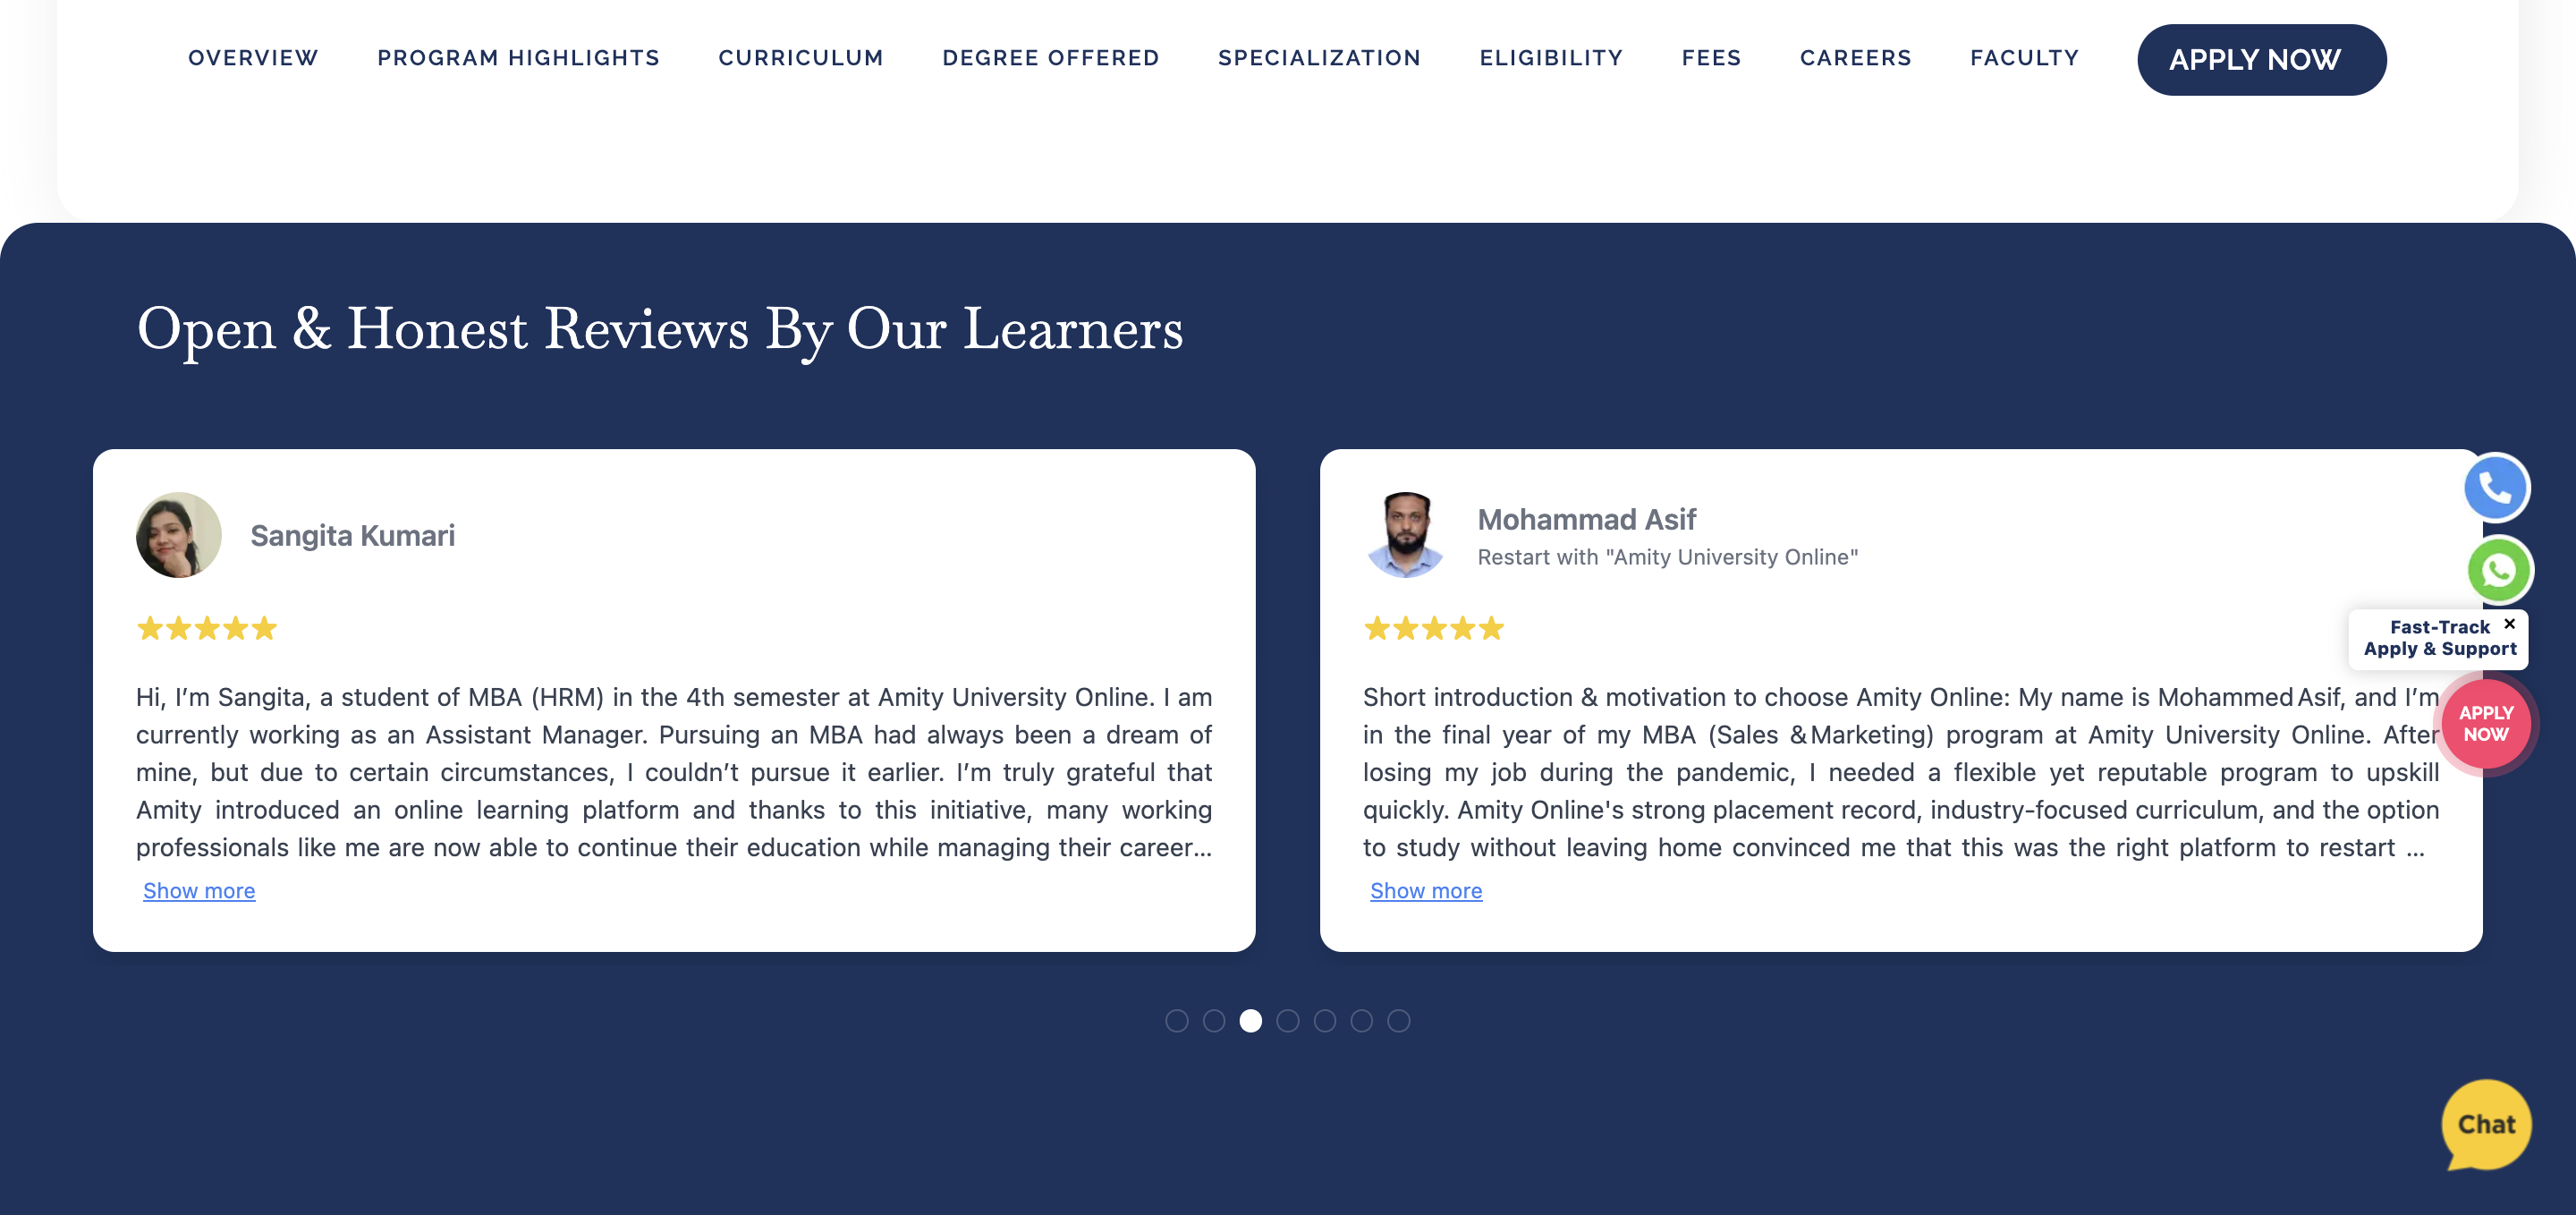 OVERVIEW PROGRAM HIGHLIGHTS CURRICULUM DEGREE OFFERED SPECIALIZATION ELIGIBILITY FEES CAREERS FACULTY APPLY NOW
Open & Honest Reviews By Our Learners
Sangita Kumari
Hi, I’m Sangita, a student of MBA (HRM) in the 4th semester at Amity University Online. I am
currently working as an Assistant Manager. Pursuing an MBA had always been a dream of
mine, but due to certain circumstances, I couldn’t pursue it earlier. I’m truly grateful that
Amity introduced an online learning platform and thanks to this initiative, many working
professionals like me are now able to continue their education while managing their career...
Show more
Mohammad Asif
Restart with "Amity University Online"
Short introduction & motivation to choose Amity Online: My name is Mohammed Asif, and I’m
in the final year of my MBA (Sales & Marketing) program at Amity University Online. After
losing my job during the pandemic, I needed a flexible yet reputable program to upskill
quickly. Amity Online's strong placement record, industry-focused curriculum, and the option
to study without leaving home convinced me that this was the right platform to restart ...
Show more
Fast-Track
Apply & Support
APPLY
NOW
Chat